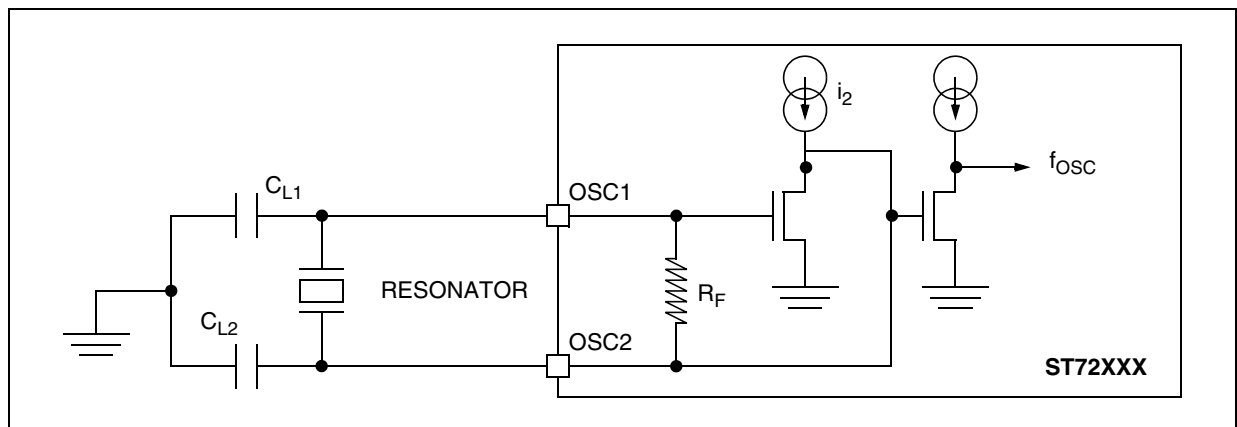 i2
fOSC
CL1
OSC1
RESONATOR
RF
CL2
OSC2
ST72XXX